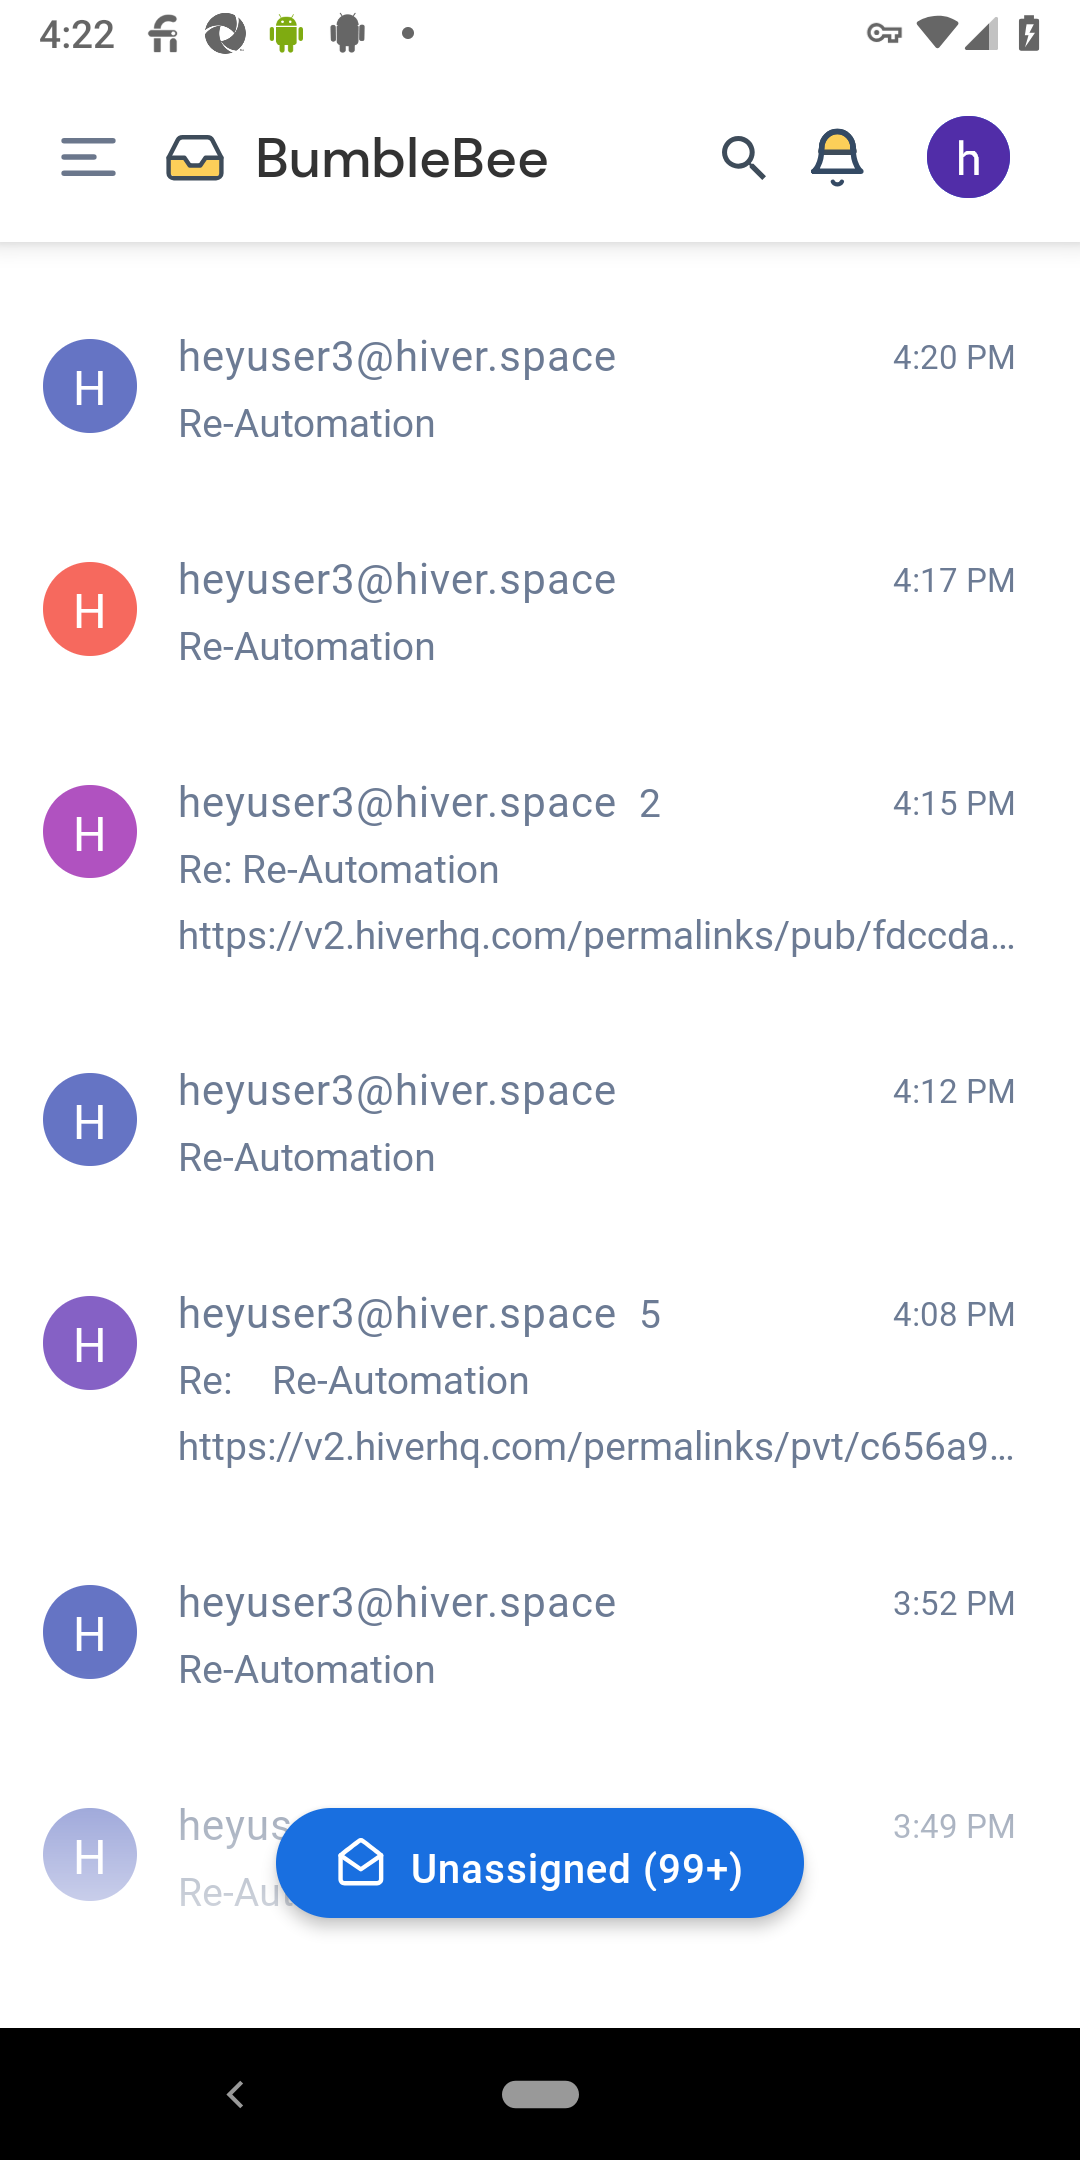 4:22
BumbleBee
h
H
heyuser3@hiver.space
4:20 PM
Re-Automation
H
heyuser3@hiver.space
4:17 PM
Re-Automation
H
heyuser3@hiver.space 2
4:15 PM
Re: Re-Automation
https://v2.hiverhq.com/permalinks/pub/fdccda...
H
heyuser3@hiver.space
4:12 PM
Re-Automation
H
heyuser3@hiver.space 5
4:08 PM
Re: Re-Automation
https://v2.hiverhq.com/permalinks/pvt/c656a9...
H
heyuser3@hiver.space
3:52 PM
Re-Automation
H
heyus
3:49 PM
Re-Aut
Unassigned (99+)